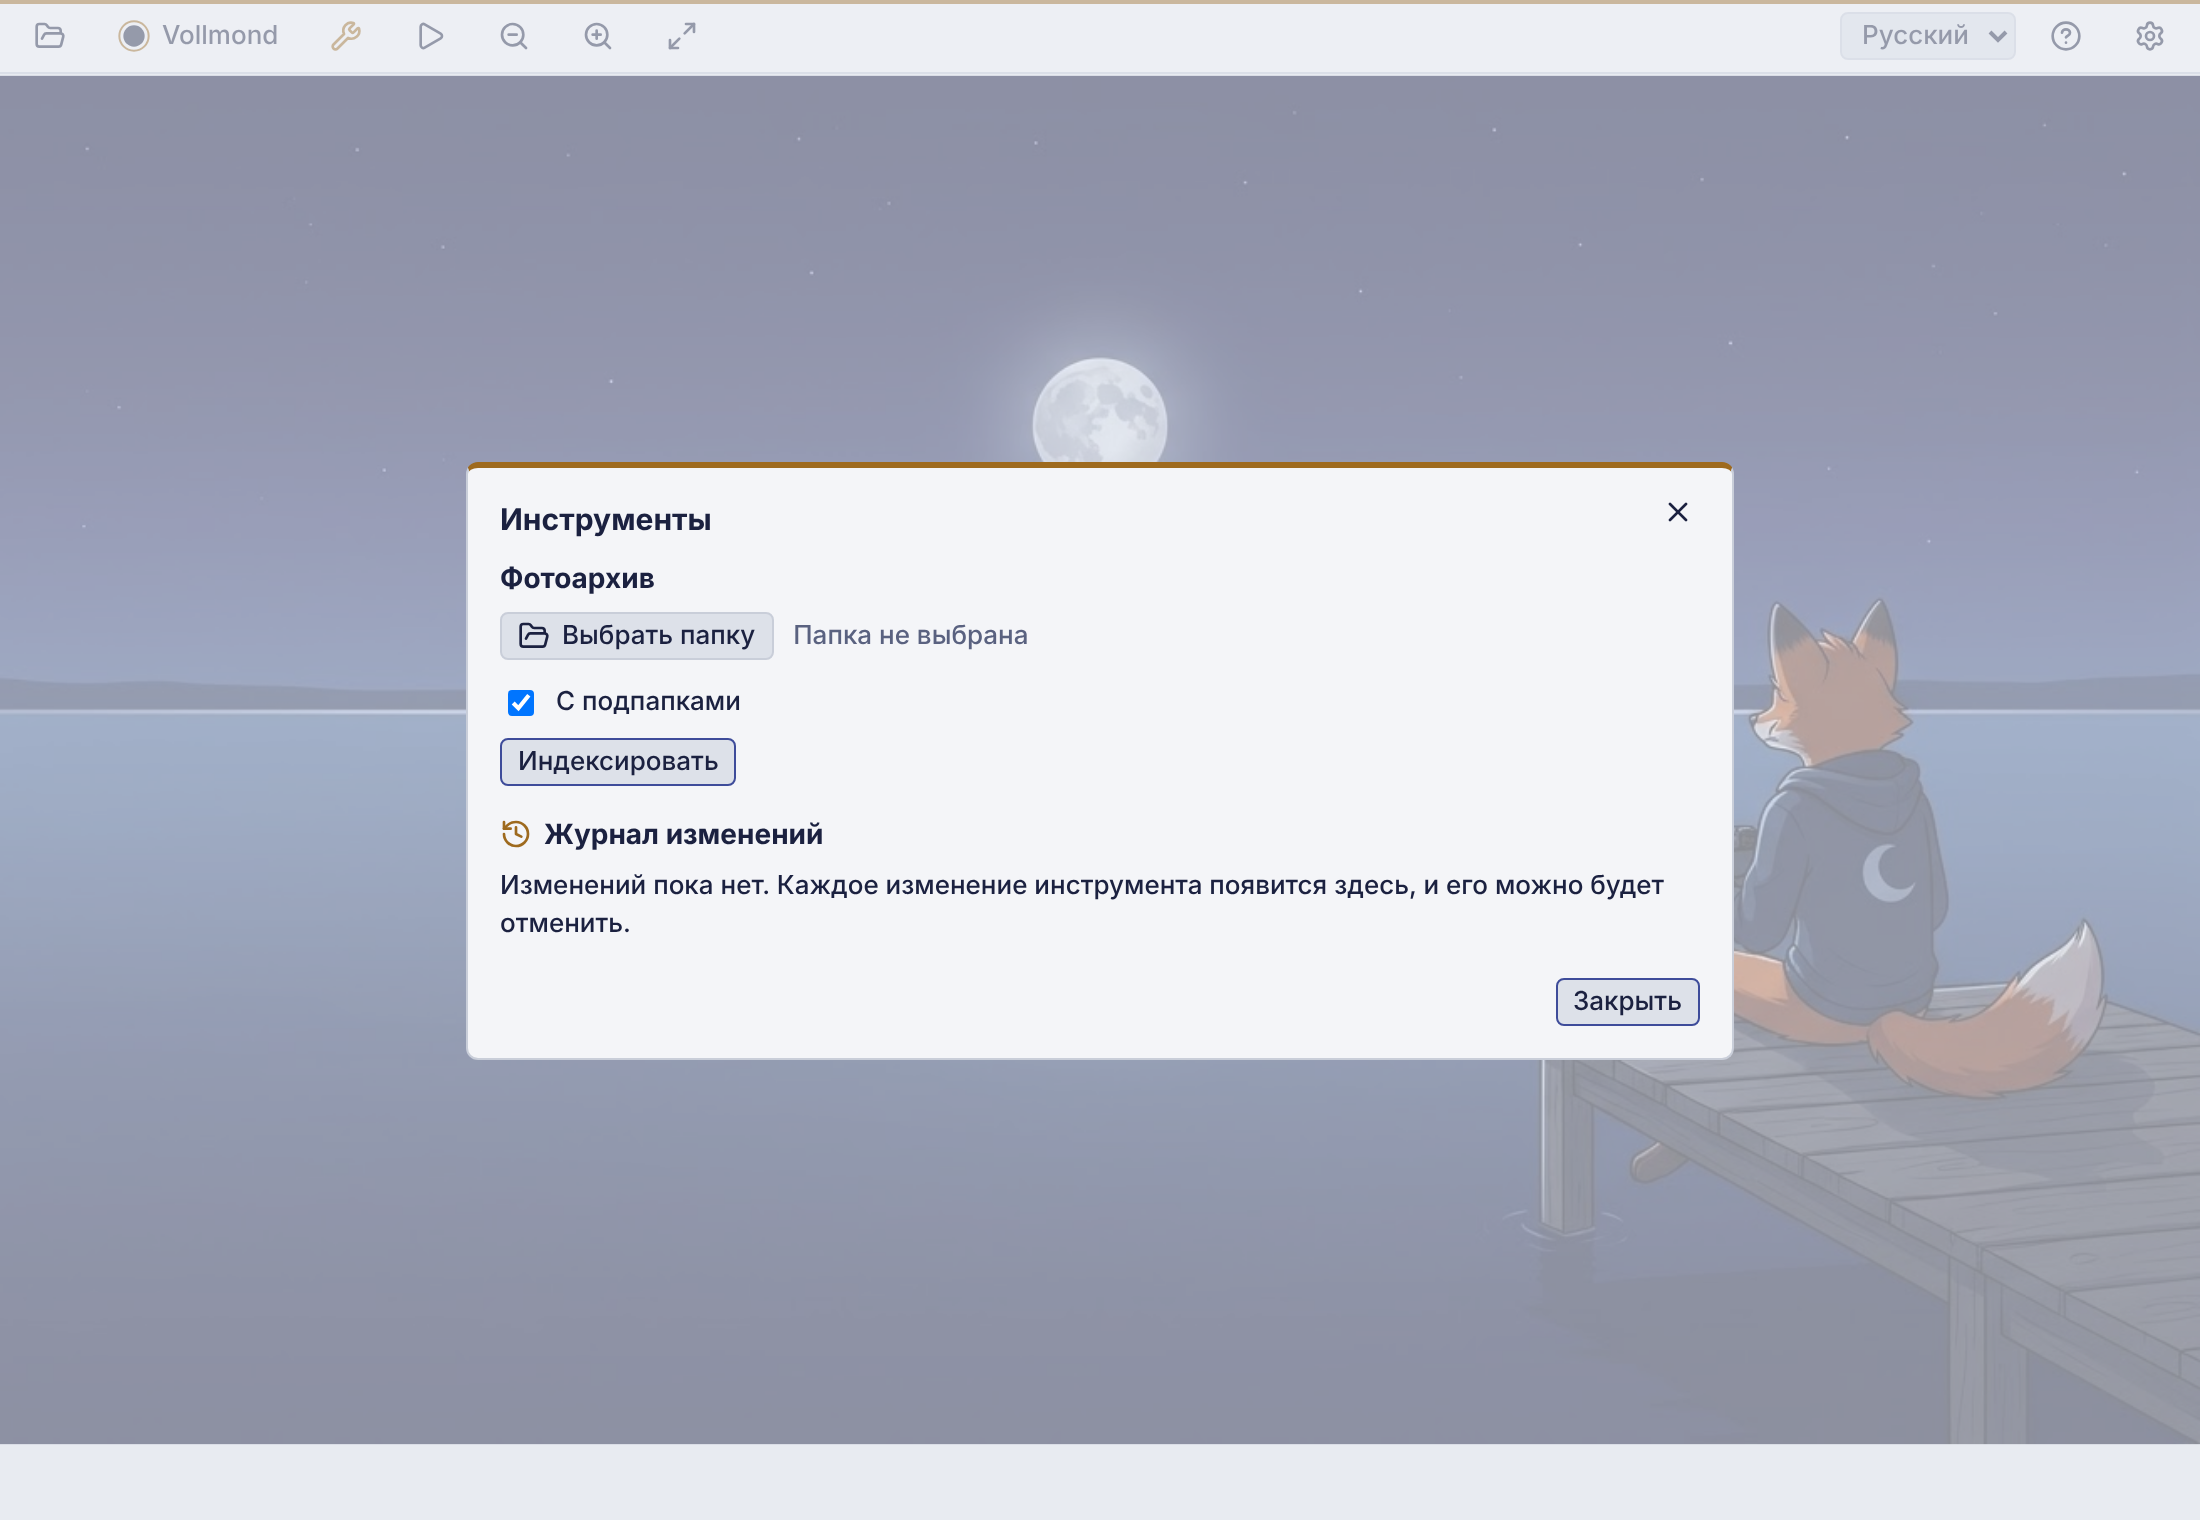 Vollmond
Русский
Инструменты
Фотоархив
Выбрать папку Папка не выбрана
С подпапками
Индексировать
Журнал изменений
Изменений пока нет. Каждое изменение инструмента появится здесь, и его можно будет
отменить.
Закрыть